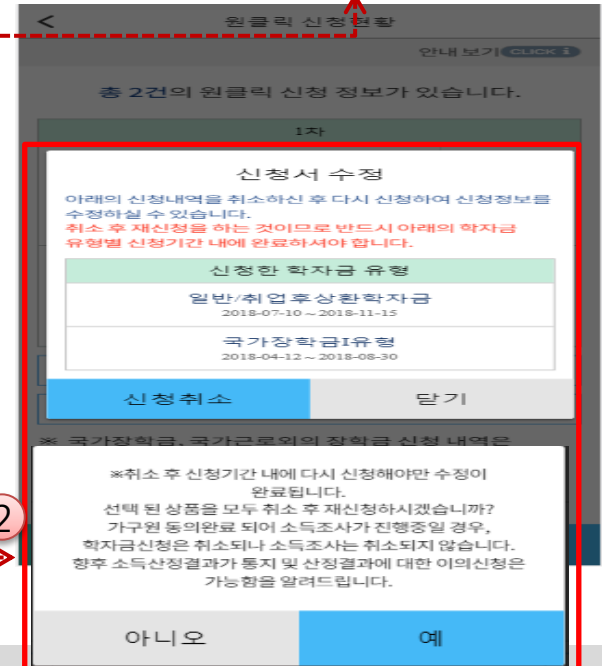 <
원클릭 신청현황
안내 보기 CLICK i
총 2건의 원클릭 신청 정보가 있습니다.
1차
신청서 수정
아래의 신청내역을 취소하신 후 다시 신청하여 신청정보를
수정하실 수 있습니다.
취소 후 재신청을 하는 것이므로 반드시 아래의 학자금
유형별 신청기간 내에 완료하셔야 합니다.
신청한 학자금 유형
일반/취업후상환학자금
2018-07-10 ~ 2018-11-15
국가장학금I유형
2018-04-12 ~ 2018-08-30
신청취소
닫기
※ 국가장학금, 국가근로외의 장학금 신청 내역은
※취소 후 신청기간 내에 다시 신청해야만 수정이
완료됩니다.
선택 된 상품을 모두 취소 후 재신청하시겠습니까?
가구원 동의완료 되어 소득조사가 진행중일 경우,
학자금신청은 취소되나 소득조사는 취소되지 않습니다.
향후 소득산정결과가 통지 및 산정결과에 대한 이의신청은
가능함을 알려드립니다.
2
아니오
예